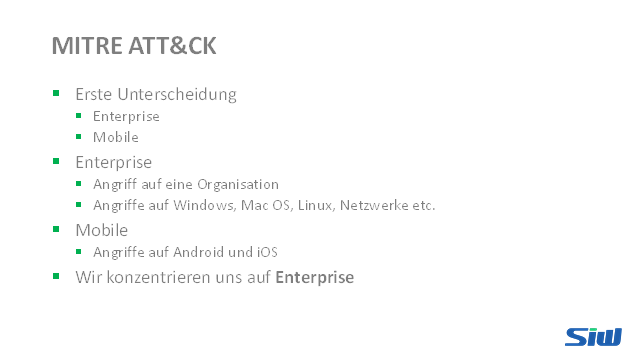 MITRE ATT&CK
Erste Unterscheidung
Enterprise
Mobile
Enterprise
Angriff auf eine Organisation
Angriffe auf Windows, Mac OS, Linux, Netzwerke etc.
Mobile
Angriffe auf Android und iOS
Wir konzentrieren uns auf Enterprise
SiW